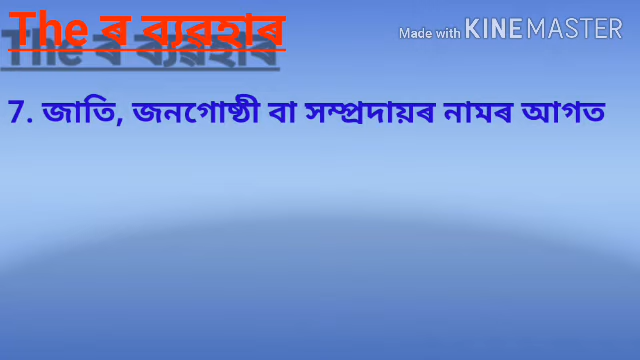 The ৰ ব্যৱহাৰ
Made with KINEMASTER
7. জাতি, জনগোষ্ঠী বা সম্প্ৰদায়ৰ নামৰ আগত